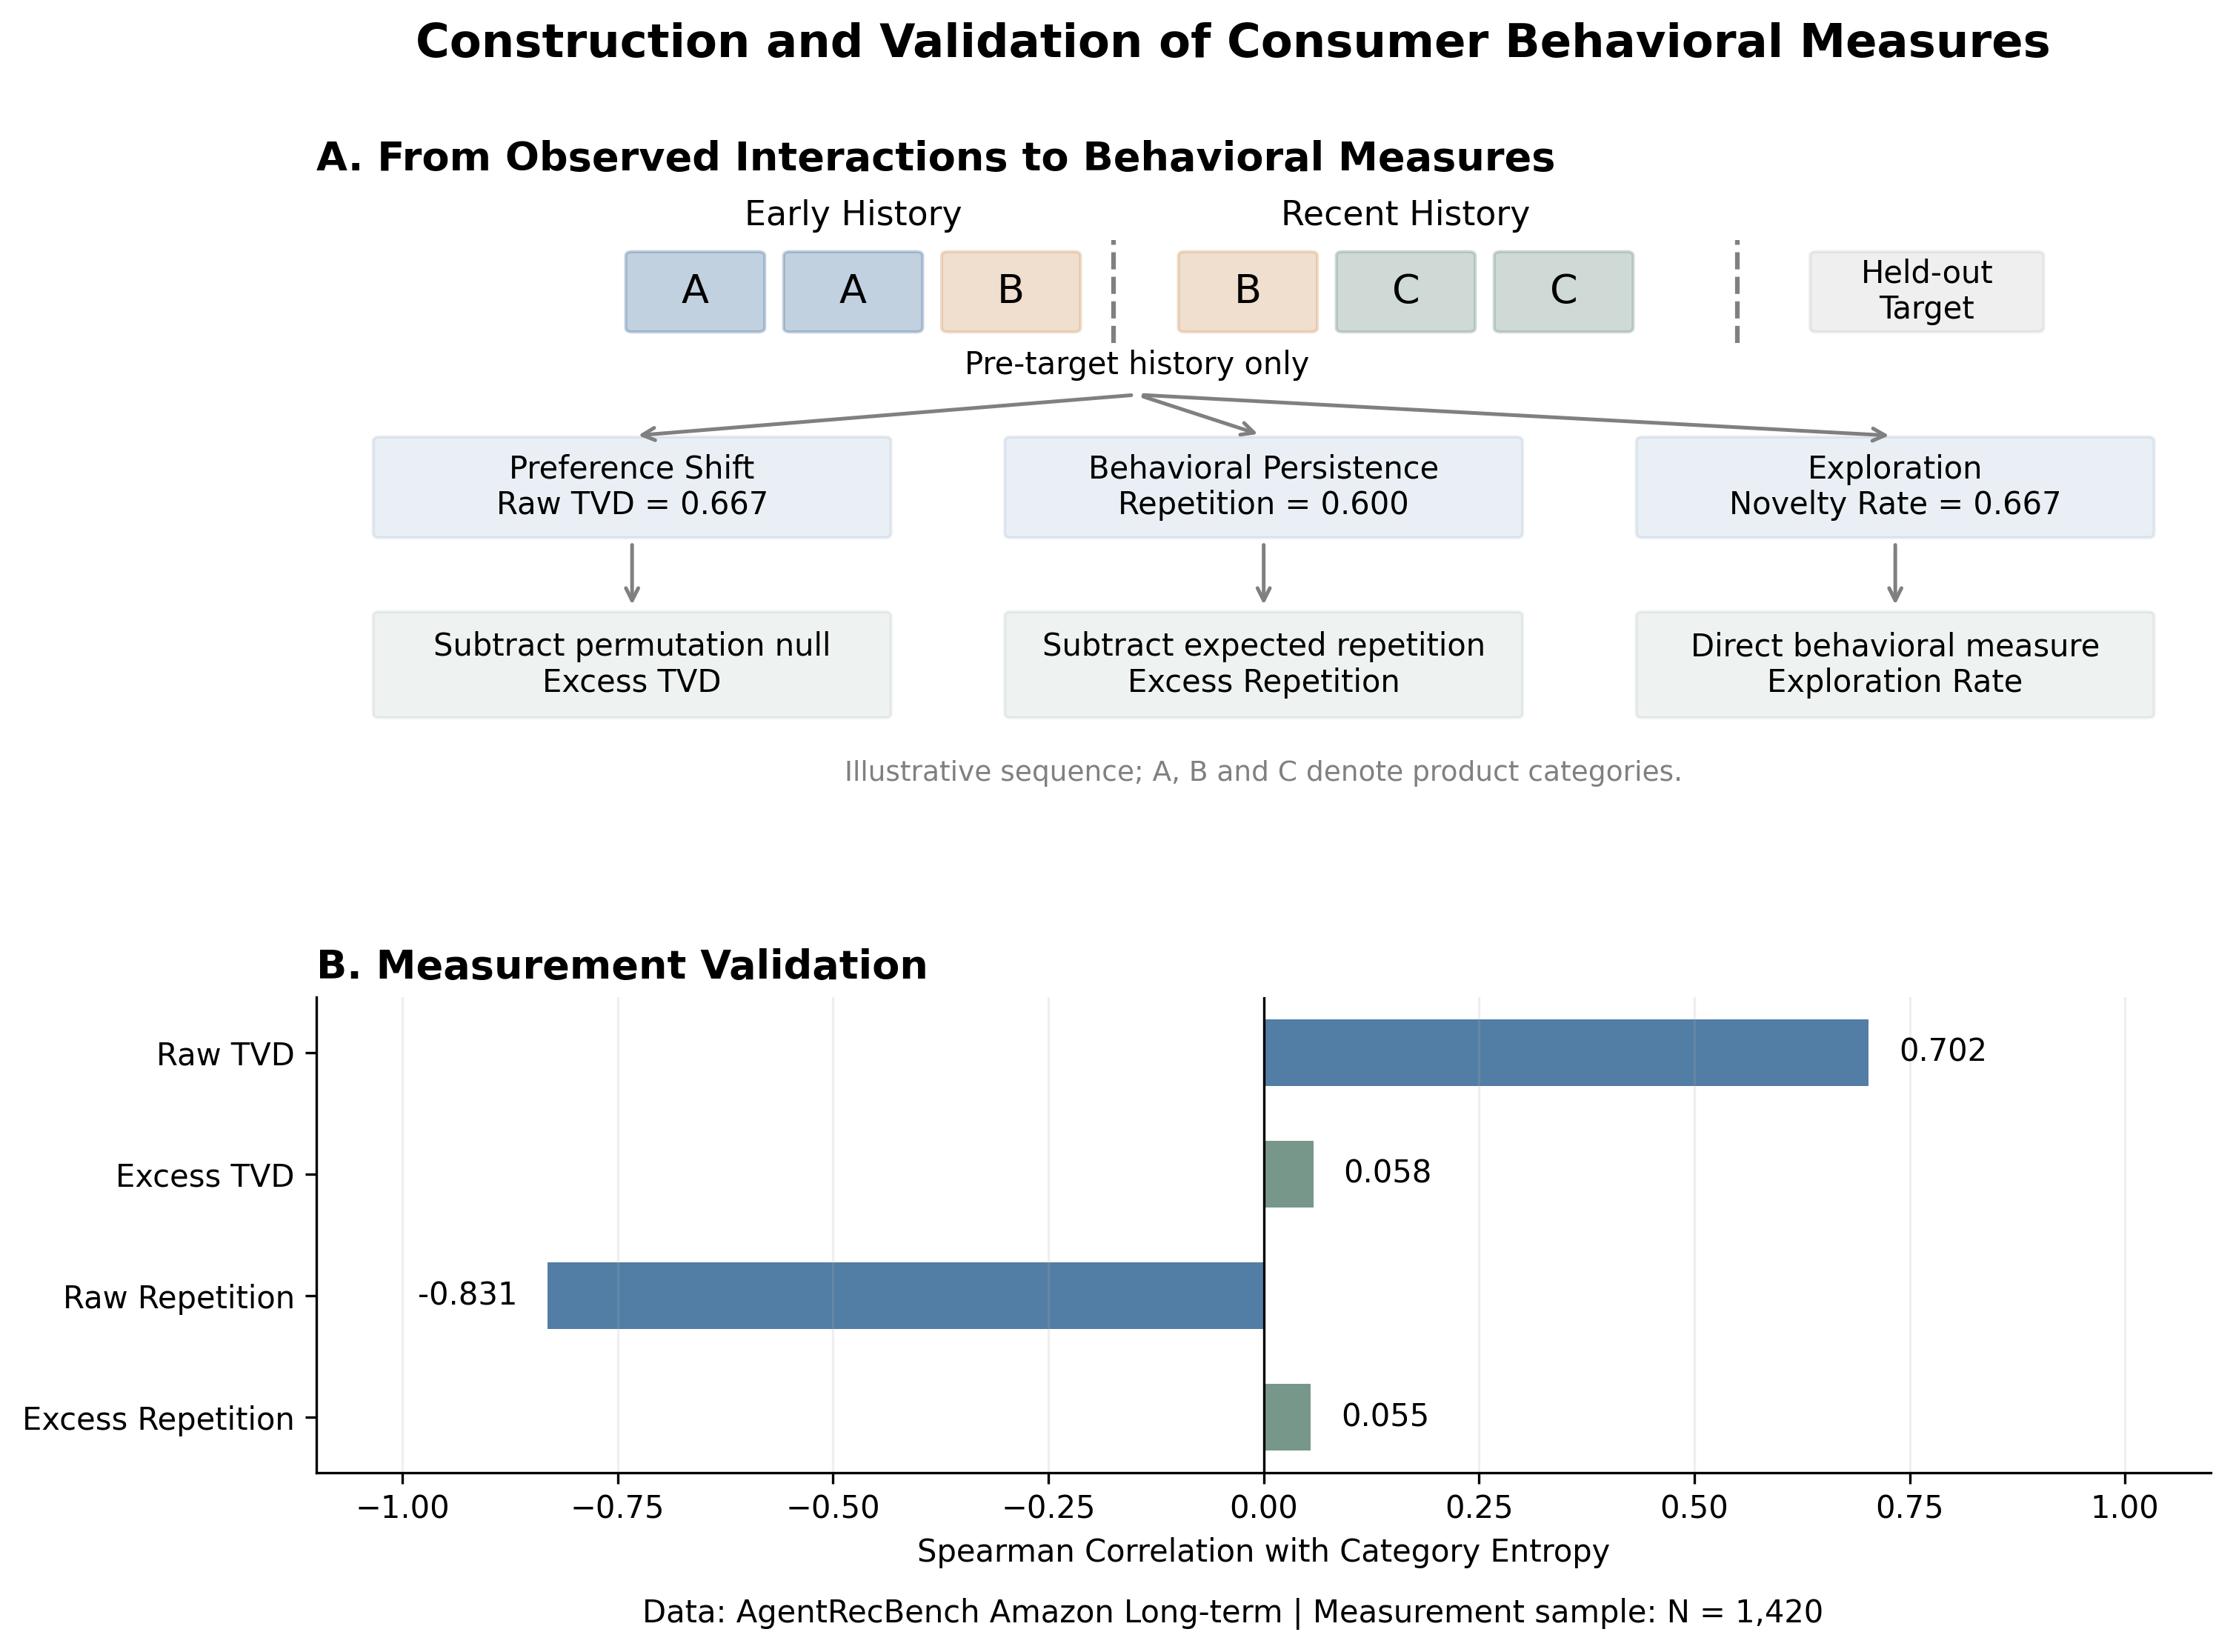 Construction and Validation of Consumer Behavioral Measures
A. From Observed Interactions to Behavioral Measures
Early History
Recent History
A
A
B
B
C
C
Held-out
Target
Pre-target history only
Preference Shift
Raw TVD = 0.667
Behavioral Persistence
Repetition = 0.600
Exploration
Novelty Rate = 0.667
Subtract permutation null
Excess TVD
Subtract expected repetition
Excess Repetition
Direct behavioral measure
Exploration Rate
Illustrative sequence; A, B and C denote product categories.
B. Measurement Validation
Raw TVD
0.702
Excess TVD
0.058
Raw Repetition
-0.831
Excess Repetition
0.055
−1.00
−0.75
−0.50
−0.25
0.00
0.25
0.50
0.75
1.00
Spearman Correlation with Category Entropy
Data: AgentRecBench Amazon Long-term | Measurement sample: N = 1,420